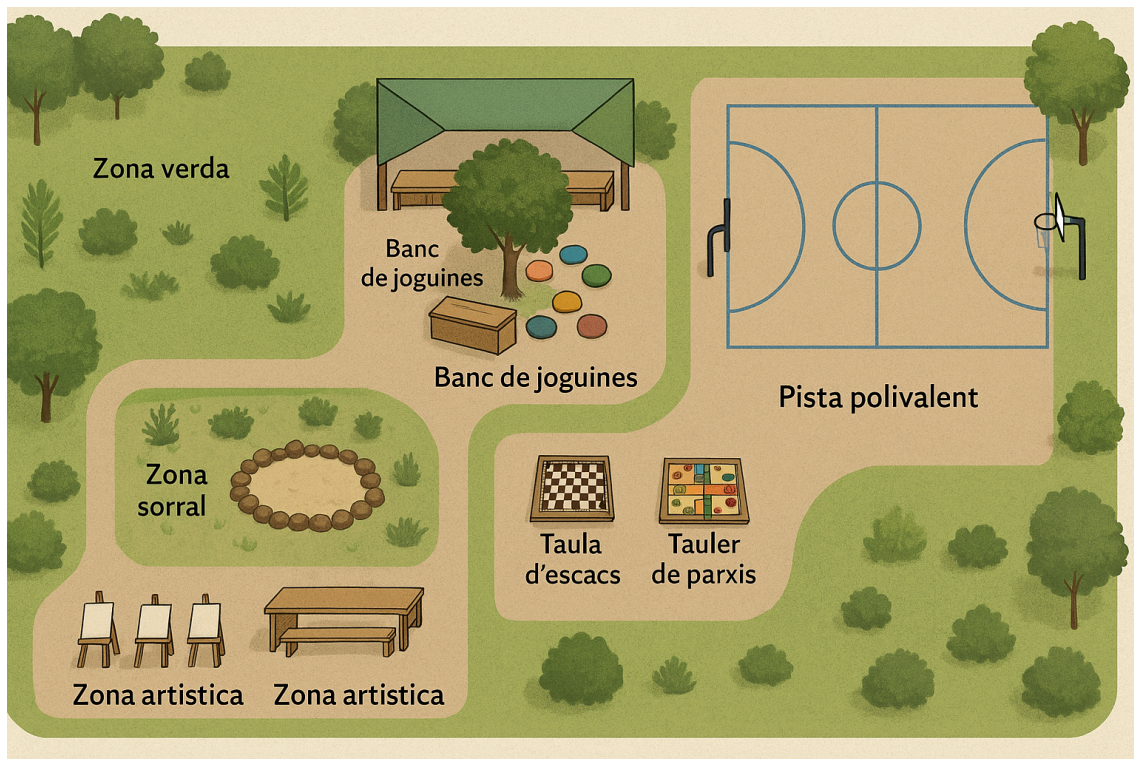 Zona verda
Banc
de joguines
Banc de joguines
Pista polivalent
Zona
sorral
Taula
d'escacs
Tauler
de parxis
Zona artistica
Zona artistica